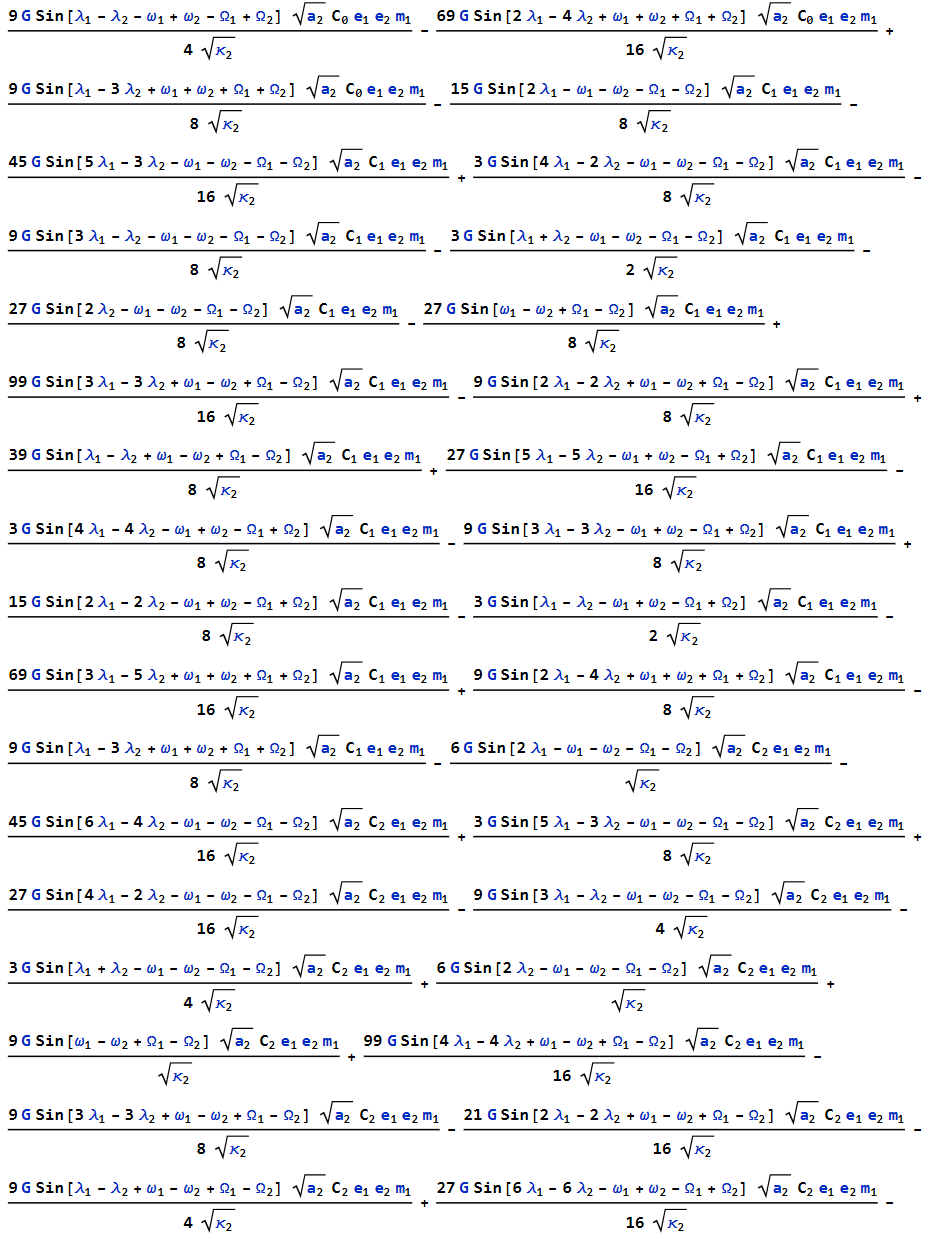 9 G Sin[λ₁ - λ₂ - ω₁ + ω₂ - Ω₁ + Ω₂] √a₂ C₀ e₁ e₂ m₁ / 4 √κ₂ - 69 G Sin[2 λ₁ - 4 λ₂ + ω₁ + ω₂ + Ω₁ + Ω₂] √a₂ C₀ e₁ e₂ m₁ / 16 √κ₂ +
9 G Sin[λ₁ - 3 λ₂ + ω₁ + ω₂ + Ω₁ + Ω₂] √a₂ C₀ e₁ e₂ m₁ / 8 √κ₂ - 15 G Sin[2 λ₁ - ω₁ - ω₂ - Ω₁ - Ω₂] √a₂ C₁ e₁ e₂ m₁ / 8 √κ₂ -
45 G Sin[5 λ₁ - 3 λ₂ - ω₁ - ω₂ - Ω₁ - Ω₂] √a₂ C₁ e₁ e₂ m₁ / 16 √κ₂ + 3 G Sin[4 λ₁ - 2 λ₂ - ω₁ - ω₂ - Ω₁ - Ω₂] √a₂ C₁ e₁ e₂ m₁ / 8 √κ₂ -
9 G Sin[3 λ₁ - λ₂ - ω₁ - ω₂ - Ω₁ - Ω₂] √a₂ C₁ e₁ e₂ m₁ / 8 √κ₂ - 3 G Sin[λ₁ + λ₂ - ω₁ - ω₂ - Ω₁ - Ω₂] √a₂ C₁ e₁ e₂ m₁ / 2 √κ₂ -
27 G Sin[2 λ₂ - ω₁ - ω₂ - Ω₁ - Ω₂] √a₂ C₁ e₁ e₂ m₁ / 8 √κ₂ - 27 G Sin[ω₁ - ω₂ + Ω₁ - Ω₂] √a₂ C₁ e₁ e₂ m₁ / 8 √κ₂ +
99 G Sin[3 λ₁ - 3 λ₂ + ω₁ - ω₂ + Ω₁ - Ω₂] √a₂ C₁ e₁ e₂ m₁ / 16 √κ₂ - 9 G Sin[2 λ₁ - 2 λ₂ + ω₁ - ω₂ + Ω₁ - Ω₂] √a₂ C₁ e₁ e₂ m₁ / 8 √κ₂ +
39 G Sin[λ₁ - λ₂ + ω₁ - ω₂ + Ω₁ - Ω₂] √a₂ C₁ e₁ e₂ m₁ / 8 √κ₂ + 27 G Sin[5 λ₁ - 5 λ₂ - ω₁ + ω₂ - Ω₁ + Ω₂] √a₂ C₁ e₁ e₂ m₁ / 16 √κ₂ -
3 G Sin[4 λ₁ - 4 λ₂ - ω₁ + ω₂ - Ω₁ + Ω₂] √a₂ C₁ e₁ e₂ m₁ / 8 √κ₂ - 9 G Sin[3 λ₁ - 3 λ₂ - ω₁ + ω₂ - Ω₁ + Ω₂] √a₂ C₁ e₁ e₂ m₁ / 8 √κ₂ +
15 G Sin[2 λ₁ - 2 λ₂ - ω₁ + ω₂ - Ω₁ + Ω₂] √a₂ C₁ e₁ e₂ m₁ / 8 √κ₂ - 3 G Sin[λ₁ - λ₂ - ω₁ + ω₂ - Ω₁ + Ω₂] √a₂ C₁ e₁ e₂ m₁ / 2 √κ₂ -
69 G Sin[3 λ₁ - 5 λ₂ + ω₁ + ω₂ + Ω₁ + Ω₂] √a₂ C₁ e₁ e₂ m₁ / 16 √κ₂ + 9 G Sin[2 λ₁ - 4 λ₂ + ω₁ + ω₂ + Ω₁ + Ω₂] √a₂ C₁ e₁ e₂ m₁ / 8 √κ₂ -
9 G Sin[λ₁ - 3 λ₂ + ω₁ + ω₂ + Ω₁ + Ω₂] √a₂ C₁ e₁ e₂ m₁ / 8 √κ₂ - 6 G Sin[2 λ₁ - ω₁ - ω₂ - Ω₁ - Ω₂] √a₂ C₂ e₁ e₂ m₁ / √κ₂ -
45 G Sin[6 λ₁ - 4 λ₂ - ω₁ - ω₂ - Ω₁ - Ω₂] √a₂ C₂ e₁ e₂ m₁ / 16 √κ₂ + 3 G Sin[5 λ₁ - 3 λ₂ - ω₁ - ω₂ - Ω₁ - Ω₂] √a₂ C₂ e₁ e₂ m₁ / 8 √κ₂ +
27 G Sin[4 λ₁ - 2 λ₂ - ω₁ - ω₂ - Ω₁ - Ω₂] √a₂ C₂ e₁ e₂ m₁ / 16 √κ₂ - 9 G Sin[3 λ₁ - λ₂ - ω₁ - ω₂ - Ω₁ - Ω₂] √a₂ C₂ e₁ e₂ m₁ / 4 √κ₂ -
3 G Sin[λ₁ + λ₂ - ω₁ - ω₂ - Ω₁ - Ω₂] √a₂ C₂ e₁ e₂ m₁ / 4 √κ₂ + 6 G Sin[2 λ₂ - ω₁ - ω₂ - Ω₁ - Ω₂] √a₂ C₂ e₁ e₂ m₁ / √κ₂ +
9 G Sin[ω₁ - ω₂ + Ω₁ - Ω₂] √a₂ C₂ e₁ e₂ m₁ / √κ₂ + 99 G Sin[4 λ₁ - 4 λ₂ + ω₁ - ω₂ + Ω₁ - Ω₂] √a₂ C₂ e₁ e₂ m₁ / 16 √κ₂ -
9 G Sin[3 λ₁ - 3 λ₂ + ω₁ - ω₂ + Ω₁ - Ω₂] √a₂ C₂ e₁ e₂ m₁ / 8 √κ₂ - 21 G Sin[2 λ₁ - 2 λ₂ + ω₁ - ω₂ + Ω₁ - Ω₂] √a₂ C₂ e₁ e₂ m₁ / 16 √κ₂ -
9 G Sin[λ₁ - λ₂ + ω₁ - ω₂ + Ω₁ - Ω₂] √a₂ C₂ e₁ e₂ m₁ / 4 √κ₂ + 27 G Sin[6 λ₁ - 6 λ₂ - ω₁ + ω₂ - Ω₁ + Ω₂] √a₂ C₂ e₁ e₂ m₁ / 16 √κ₂ -